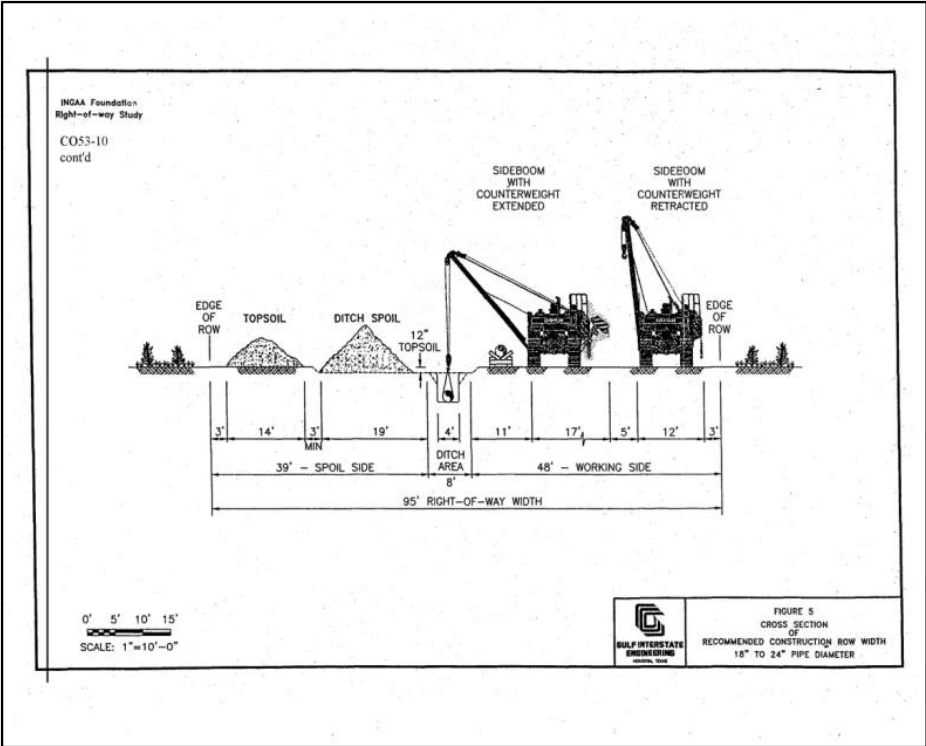 INGAA Foundation
Right-of-way Study
CO53-10
cont'd
SIDEBOOM
WITH
COUNTERWEIGHT
EXTENDED
SIDEBOOM
WITH
COUNTERWEIGHT
RETRACTED
EDGE
OF
ROW
TOPSOIL
DITCH SPOIL
12"
TOPSOIL
EDGE
OF
ROW
3' 14' 3' 19' 4' 11' 17' 5' 12' 3'
MIN
DITCH
AREA
39' - SPOIL SIDE
48' - WORKING SIDE
8'
95' RIGHT-OF-WAY WIDTH
0' 5' 10' 15'
SCALE: 1"=10'-0"
GULF INTERSTATE
ENGINEERING
HOUSTON, TEXAS
FIGURE 5
CROSS SECTION
OF
RECOMMENDED CONSTRUCTION ROW WIDTH
18" TO 24" PIPE DIAMETER